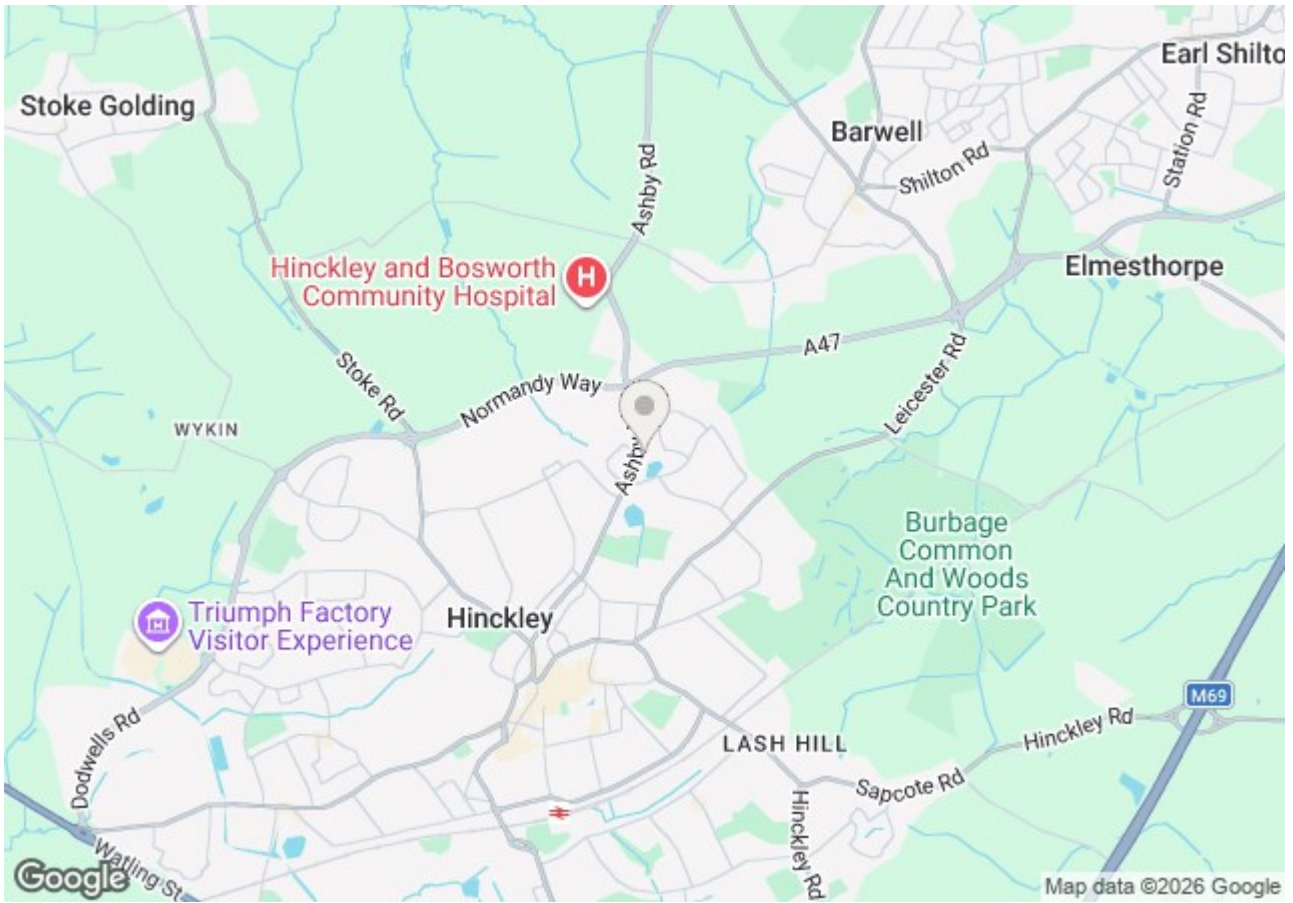 Earl Shilto
Stoke Golding
Barwell
Shilton Rd
Station Rd
Ashby Rd
Hinckley and Bosworth
Community Hospital
H
Elmesthorpe
A47
Leicester Rd
Stoke Rd
Normandy Way
WYKIN
Ashby
Burbage
Common
And Woods
Country Park
Triumph Factory
Visitor Experience
Hinckley
M69
Hinckley Rd
LASH HILL
Dodwells Rd
Sapcote Rd
Hinckley Rd
Watling St
Google
Map data ©2026 Google